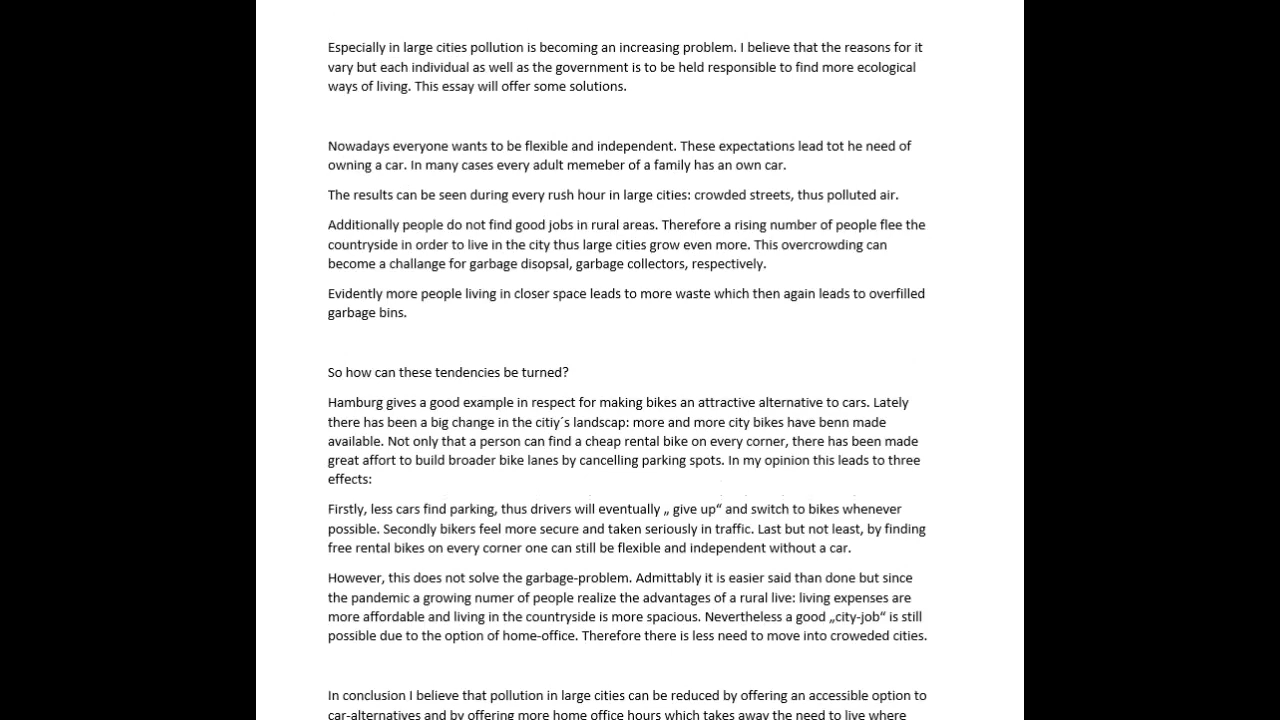 Especially in large cities pollution is becoming an increasing problem. I believe that the reasons for it
vary but each individual as well as the government is to be held responsible to find more ecological
ways of living. This essay will offer some solutions.
Nowadays everyone wants to be flexible and independent. These expectations lead tot he need of
owning a car. In many cases every adult memeber of a family has an own car.
The results can be seen during every rush hour in large cities: crowded streets, thus polluted air.
Additionally people do not find good jobs in rural areas. Therefore a rising number of people flee the
countryside in order to live in the city thus large cities grow even more. This overcrowding can
become a challange for garbage disopsal, garbage collectors, respectively.
Evidently more people living in closer space leads to more waste which then again leads to overfilled
garbage bins.
So how can these tendencies be turned?
Hamburg gives a good example in respect for making bikes an attractive alternative to cars. Lately
there has been a big change in the citiy´s landscap: more and more city bikes have benn made
available. Not only that a person can find a cheap rental bike on every corner, there has been made
great affort to build broader bike lanes by cancelling parking spots. In my opinion this leads to three
effects:
Firstly, less cars find parking, thus drivers will eventually „ give up“ and switch to bikes whenever
possible. Secondly bikers feel more secure and taken seriously in traffic. Last but not least, by finding
free rental bikes on every corner one can still be flexible and independent without a car.
However, this does not solve the garbage-problem. Admittably it is easier said than done but since
the pandemic a growing numer of people realize the advantages of a rural live: living expenses are
more affordable and living in the countryside is more spacious. Nevertheless a good „city-job“ is still
possible due to the option of home-office. Therefore there is less need to move into croweded cities.
In conclusion I believe that pollution in large cities can be reduced by offering an accessible option to
car-alternatives and by offering more home office hours which takes away the need to live where